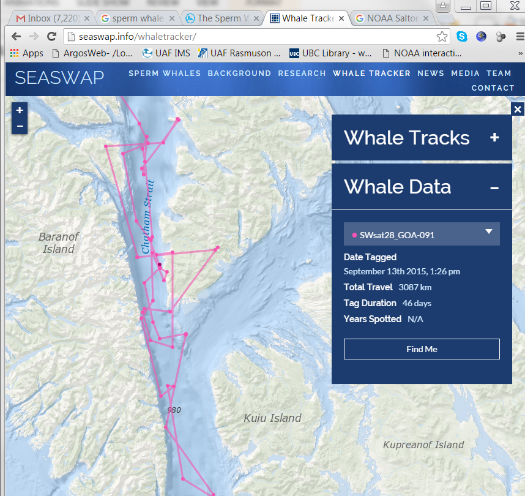 Inbox (7,220)
sperm whale
The Sperm W
Whale Tracke
NOAA Salton
seaswap.info/whaletracker/
Apps
ArgosWeb- /Lo...
UAF IMS
UAF Rasmuson ...
UBC Library - w...
NOAA interacti...
SEASWAP
SPERM WHALES BACKGROUND RESEARCH WHALE TRACKER NEWS MEDIA TEAM
CONTACT
+
−
Whale Tracks +
Whale Data −
SWsat28_GOA-091
Date Tagged
September 13th 2015, 1:26 pm
Total Travel 3087 km
Tag Duration 46 days
Years Spotted N/A
Find Me
Chatham Strait
Baranof
Island
980
Kuiu Island
Kupreanof Island